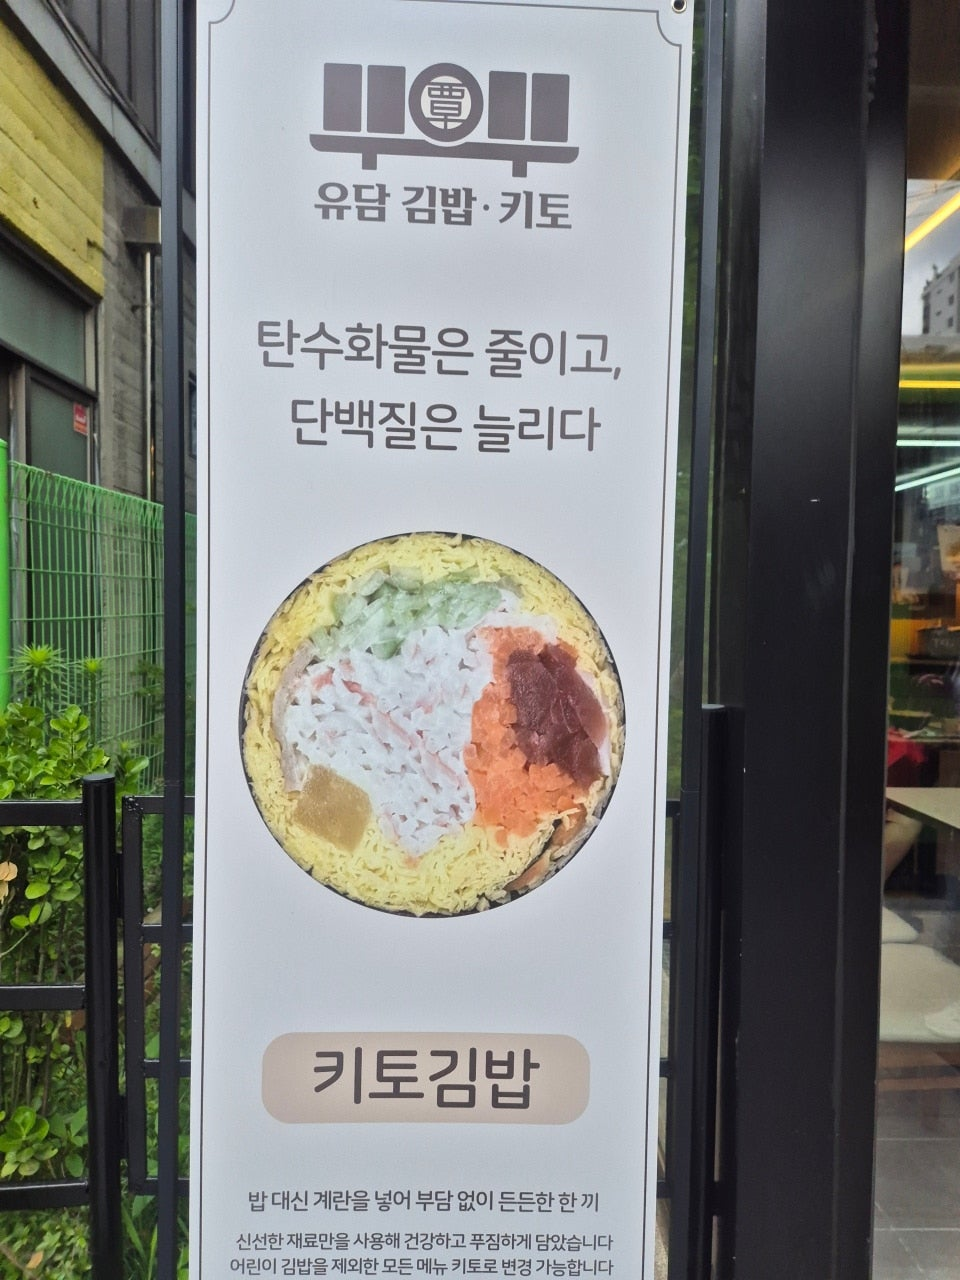 覃
유담 김밥·키토
탄수화물은 줄이고,
단백질은 늘리다
키토김밥
밥 대신 계란을 넣어 부담 없이 든든한 한 끼
신선한 재료만을 사용해 건강하고 푸짐하게 담았습니다
어린이 김밥을 제외한 모든 메뉴 키토로 변경 가능합니다